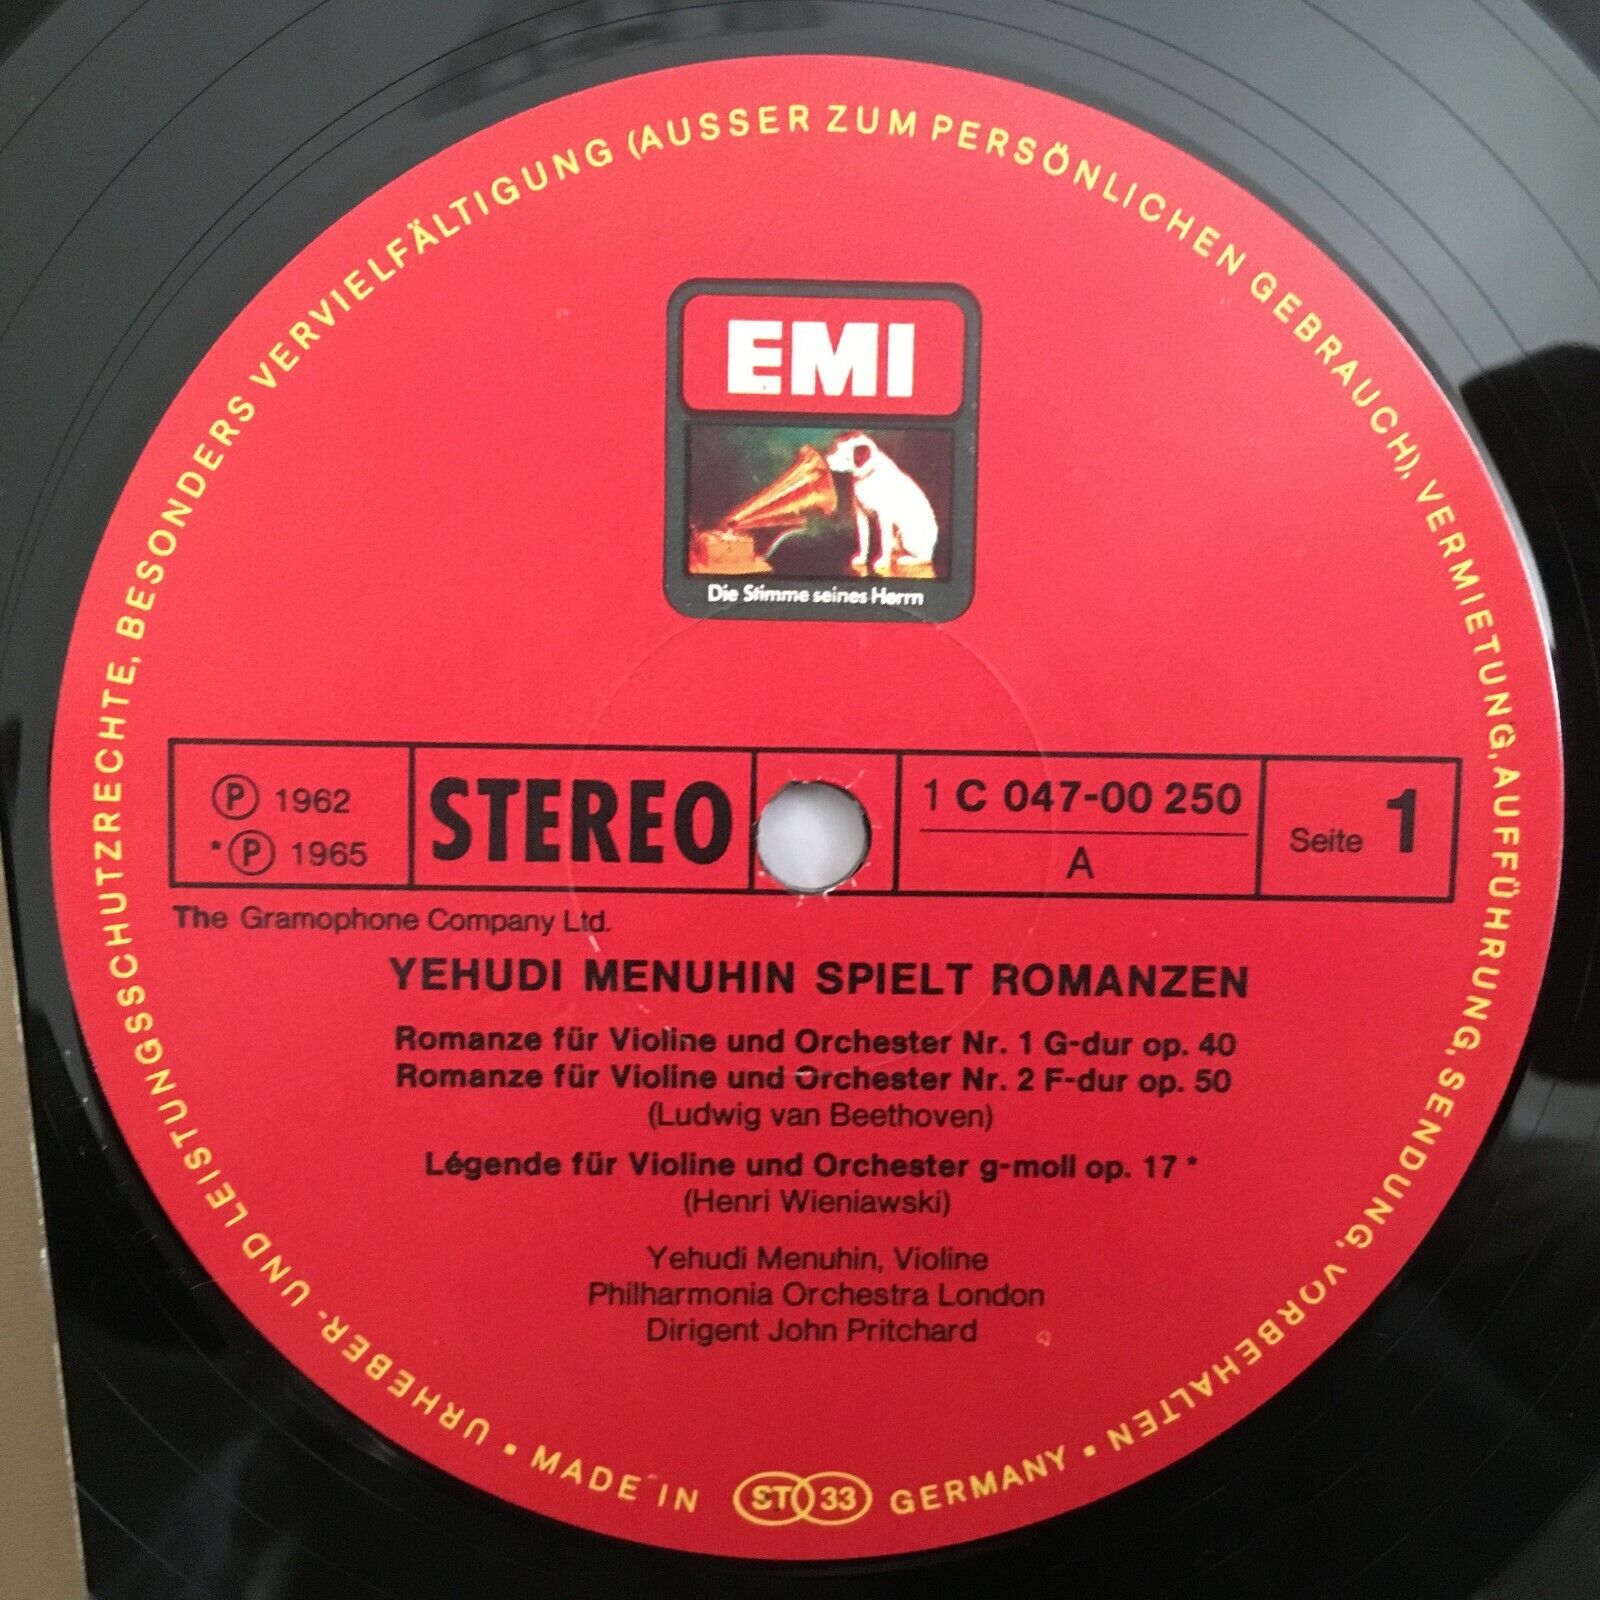 URHEBER- UND LEISTUNGSSCHUTZRECHTE, BESONDERS VERVIELFÄLTIGUNG (AUSSER ZUM PERSÖNLICHEN GEBRAUCH), VERMIETUNG, AUFFÜHRUNG, SENDUNG, VORBEHALTEN •
EMI
Die Stimme seines Herrn
Ⓟ 1962
*Ⓟ 1965
STEREO
1 C 047-00 250
A
Seite 1
The Gramophone Company Ltd.
YEHUDI MENUHIN SPIELT ROMANZEN
Romanze für Violine und Orchester Nr. 1 G-dur op. 40
Romanze für Violine und Orchester Nr. 2 F-dur op. 50
(Ludwig van Beethoven)
Légende für Violine und Orchester g-moll op. 17 *
(Henri Wieniawski)
Yehudi Menuhin, Violine
Philharmonia Orchestra London
Dirigent John Pritchard
• MADE IN ST 33 GERMANY